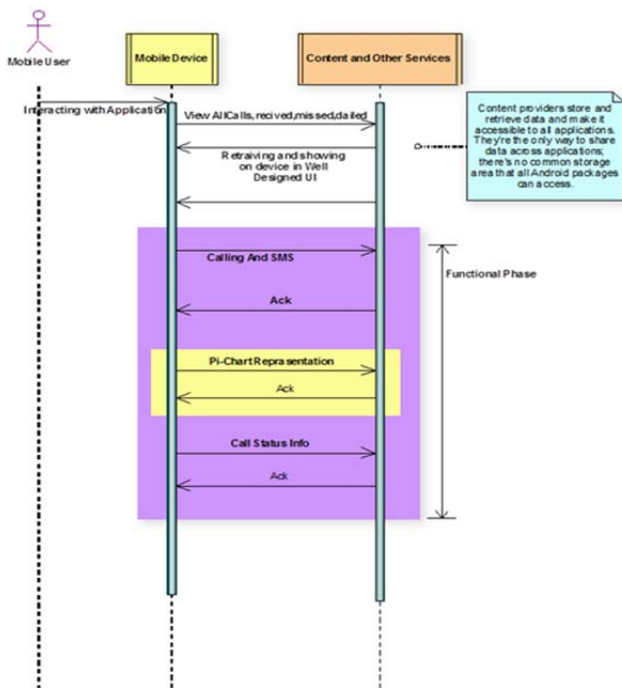 Mobile User
Mobile Device
Content and Other Services
Interacting with Application
View AllCalls, recived,missed,dailed
Retraiving and showing
on device in Well
Designed UI
Content providers store and
retrieve data and make it
accessible to all applications.
They're the only way to share
data across applications;
there's no common storage
area that all Android packages
can access.
Calling And SMS
Functional Phase
Ack
Pi-Chart Reprasentation
Ack
Call Status Info
Ack